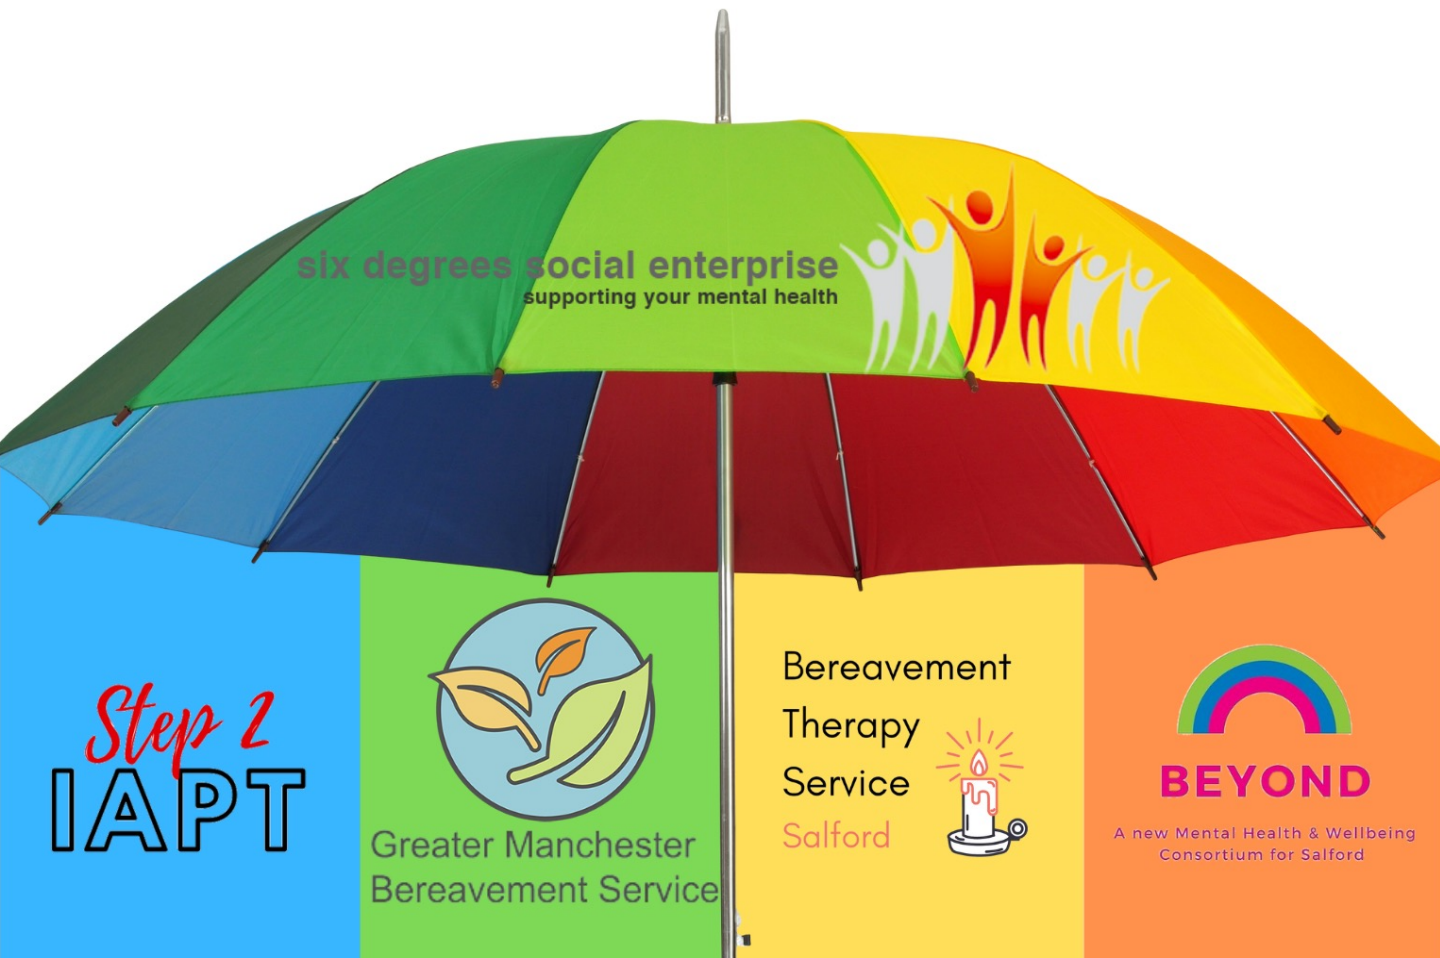 six degrees social enterprise
supporting your mental health
Step 2
IAPT
Greater Manchester
Bereavement Service
Bereavement
Therapy
Service
Salford
BEYOND
A new Mental Health & Wellbeing
Consortium for Salford